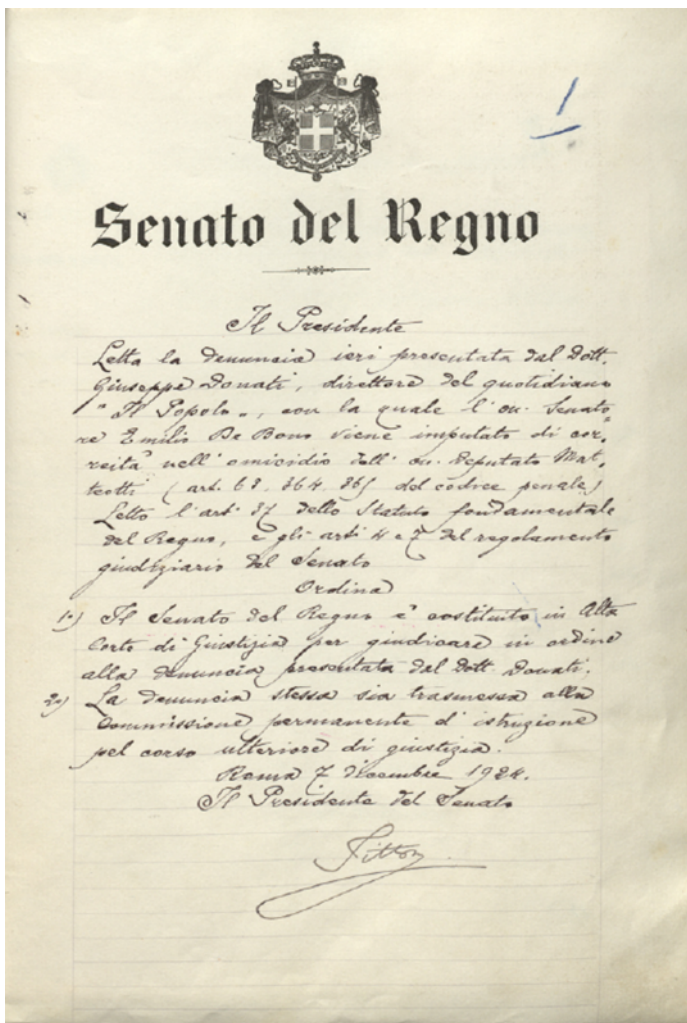 1
Senato del Regno
Il Presidente
Letta la denuncia ieri presentata dal Dott.
Giuseppe Donati, direttore del quotidiano
"Il Popolo", con la quale l'on. Senato
re Emilio De Bono viene imputato di cor,
reità nell'omicidio dell'on. Deputato Mat,
teotti (art. 63. 364. 365 del codice penale)
Letto l'art. 37 dello Statuto fondamentale
del Regno, e gli arti 4 e 7 del regolamento
giudiziario del Senato
Ordina
1o) Il Senato del Regno è costituito in Alta
Corte di Giustizia per giudicare in ordine
alla denuncia presentata dal Dott. Donati.
2o) La denuncia stessa sia trasmessa alla
Commissione permanente d'istruzione
pel corso ulteriore di giustizia.
Roma 7 dicembre 1924.
Il Presidente del Senato
Tittoni